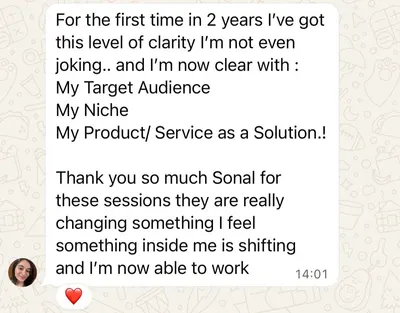 For the first time in 2 years I've got
this level of clarity I'm not even
joking.. and I'm now clear with :
My Target Audience
My Niche
My Product/ Service as a Solution.!

Thank you so much Sonal for
these sessions they are really
changing something I feel
something inside me is shifting
and I'm now able to work
14:01